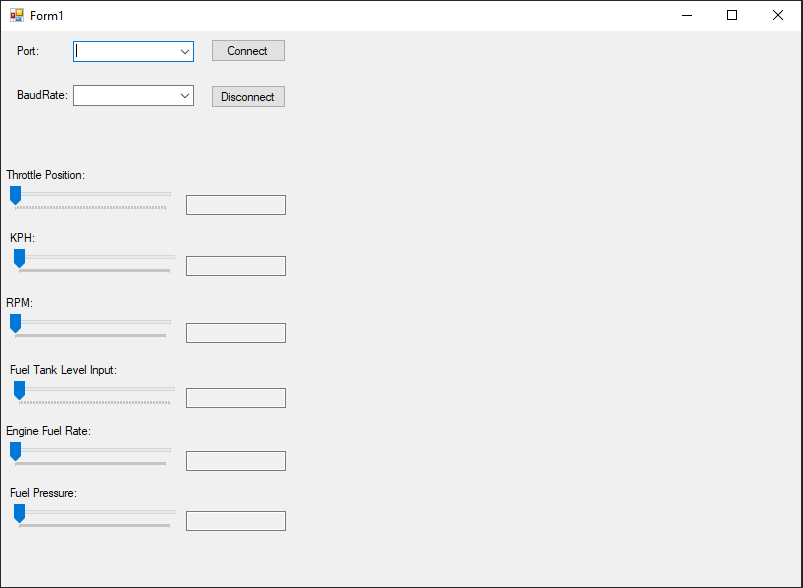 Form1
Port:
Connect
BaudRate:
Disconnect
Throttle Position:
KPH:
RPM:
Fuel Tank Level Input:
Engine Fuel Rate:
Fuel Pressure: